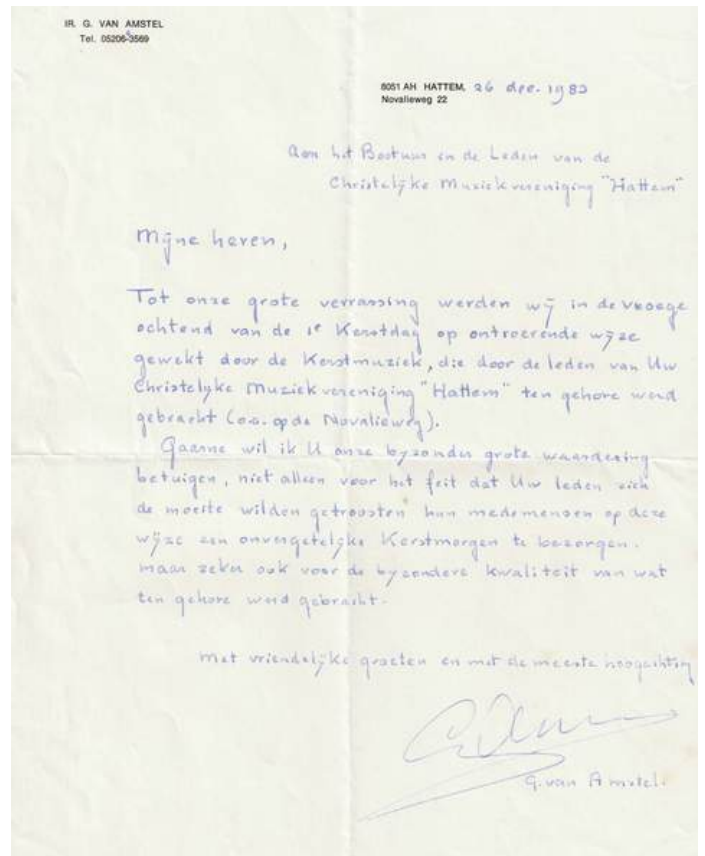 IR. G. VAN AMSTEL
Tel. 05206-3569
8051 AH HATTEM, 26 dec. 1983
Novalieweg 22
Aan het Bestuur en de Leden van de
Christelijke Muziekvereniging "Hattem"
Mijne heren,
Tot onze grote verrassing werden wij in de vroege
ochtend van de 1e Kerstdag op ontroerende wijze
gewekt door de Kerstmuziek, die door de leden van Uw
Christelijke Muziekvereniging "Hattem" ten gehore werd
gebracht (o.a. op de Novalieweg).
Gaarne wil ik U onze byzonder grote waardering
betuigen, niet alleen voor het feit dat Uw leden zich
de moeite wilden getroosten hun medemensen op deze
wijze een onvergetelijke Kerstmorgen te bezorgen.
maar zeker ook voor de byzondere kwaliteit van wat
ten gehore werd gebracht.
Met vriendelijke groeten en met de meeste hoogachting
G. van Amstel.